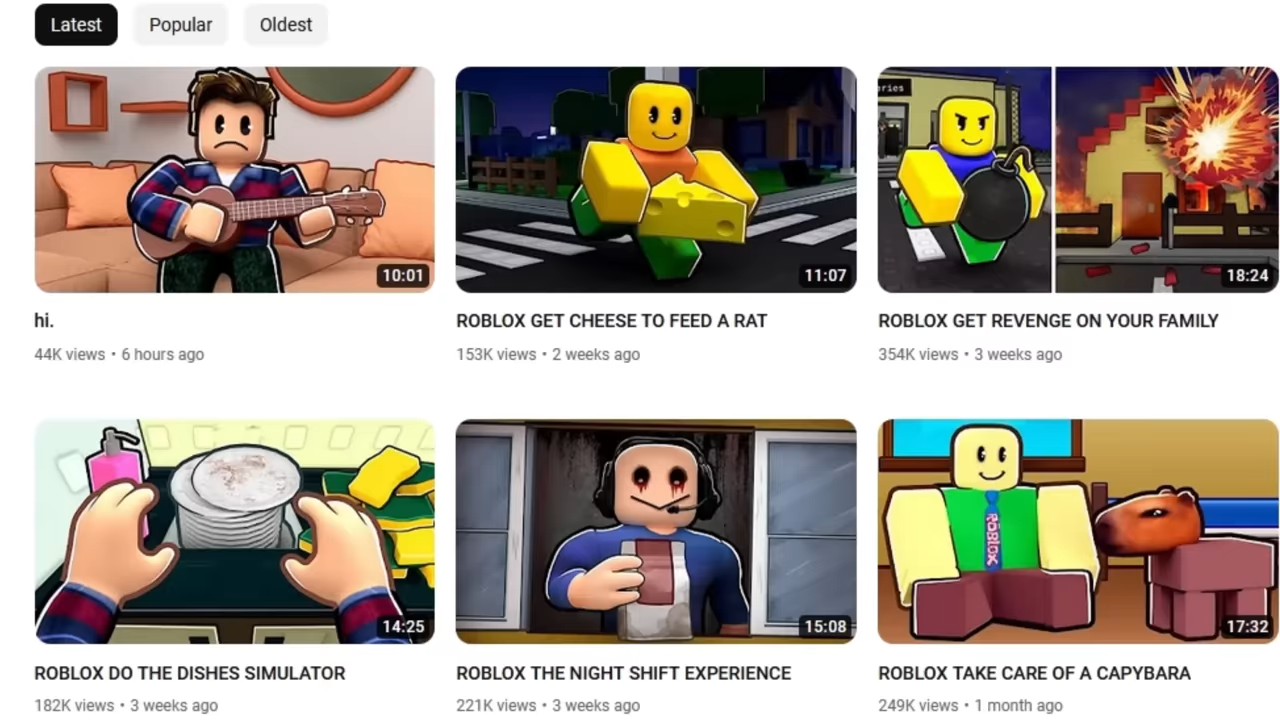 Latest Popular Oldest
10:01
11:07
eries
18:24
hi.
ROBLOX GET CHEESE TO FEED A RAT
ROBLOX GET REVENGE ON YOUR FAMILY
44K views • 6 hours ago
153K views • 2 weeks ago
354K views • 3 weeks ago
14:25
15:08
ROBLOX
17:32
ROBLOX DO THE DISHES SIMULATOR
ROBLOX THE NIGHT SHIFT EXPERIENCE
ROBLOX TAKE CARE OF A CAPYBARA
182K views • 3 weeks ago
221K views • 3 weeks ago
249K views • 1 month ago